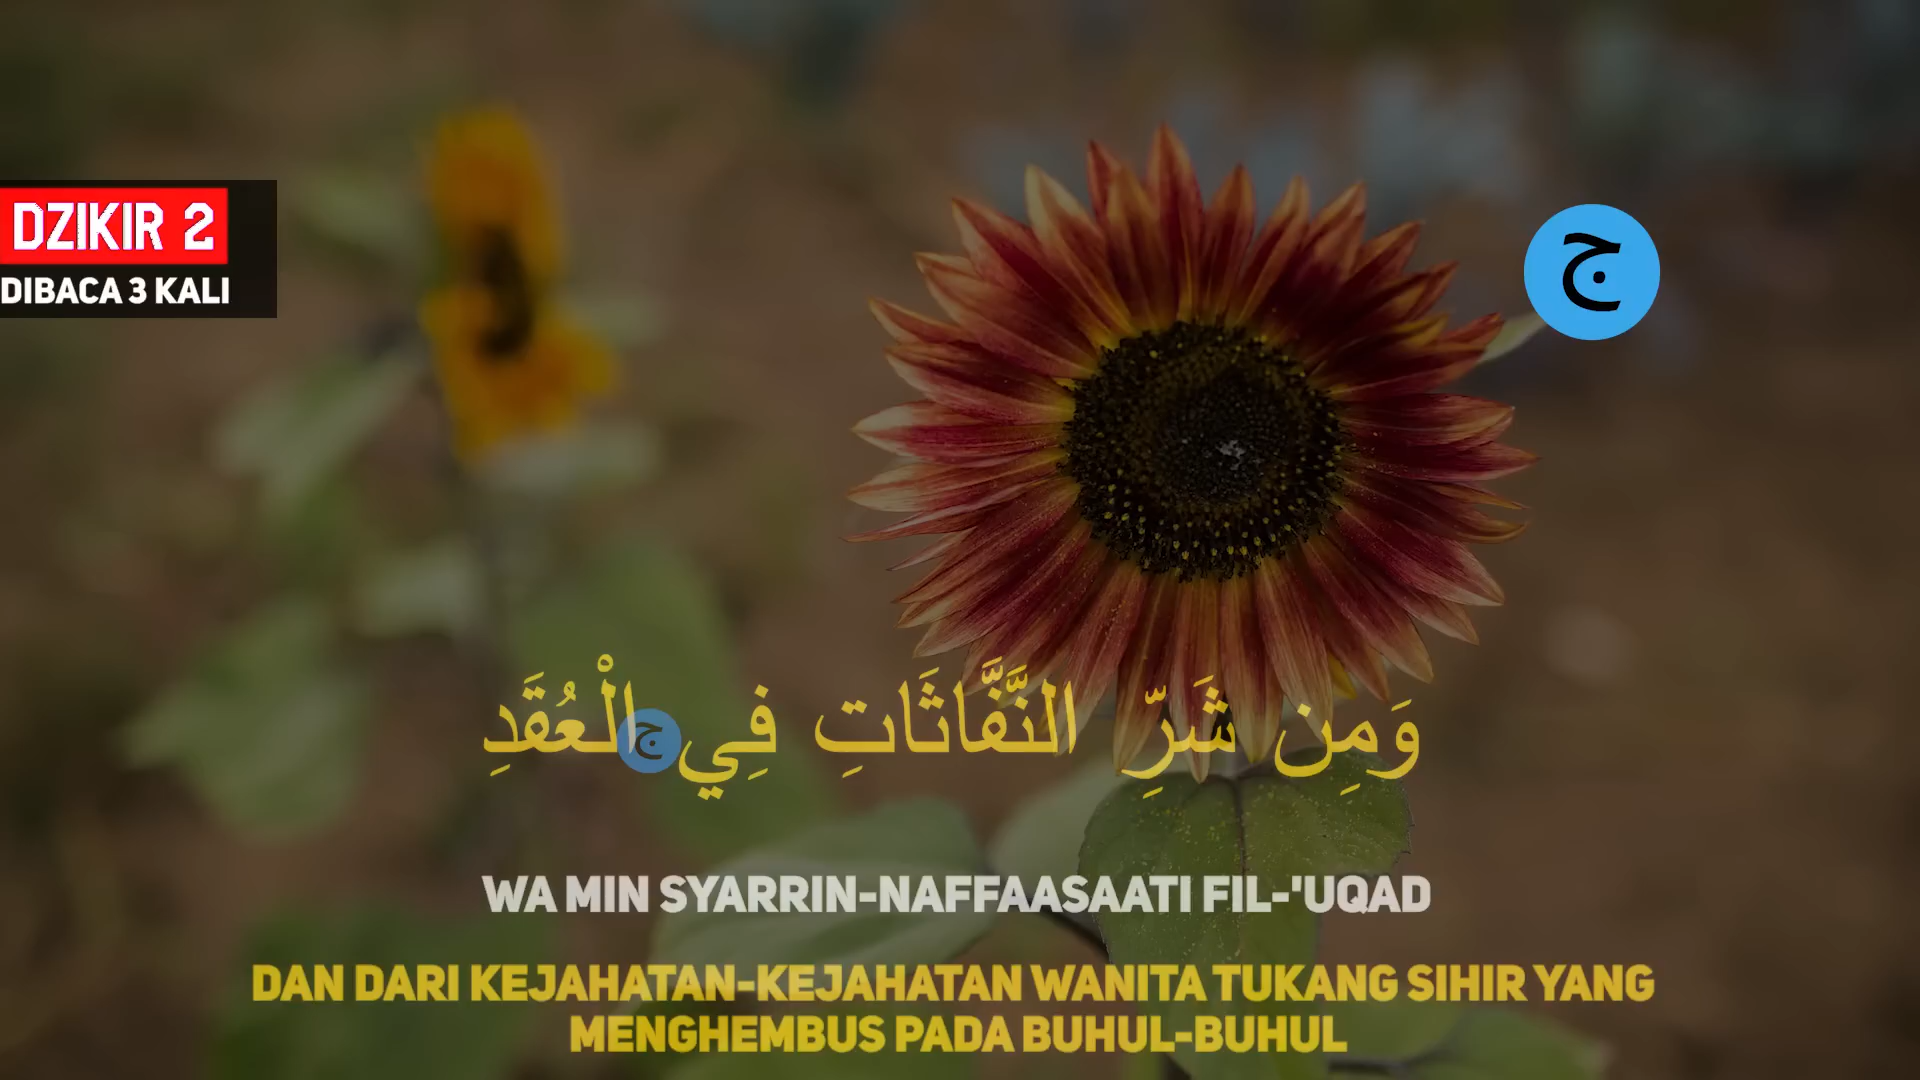 DZIKIR 2
DIBACA 3 KALI
ج
وَمِن شَرِّ النَّفَّاثَاتِ فِي الْعُقَدِ
ج
WA MIN SYARRIN-NAFFAASAATI FIL-'UQAD
DAN DARI KEJAHATAN-KEJAHATAN WANITA TUKANG SIHIR YANG
MENGHEMBUS PADA BUHUL-BUHUL